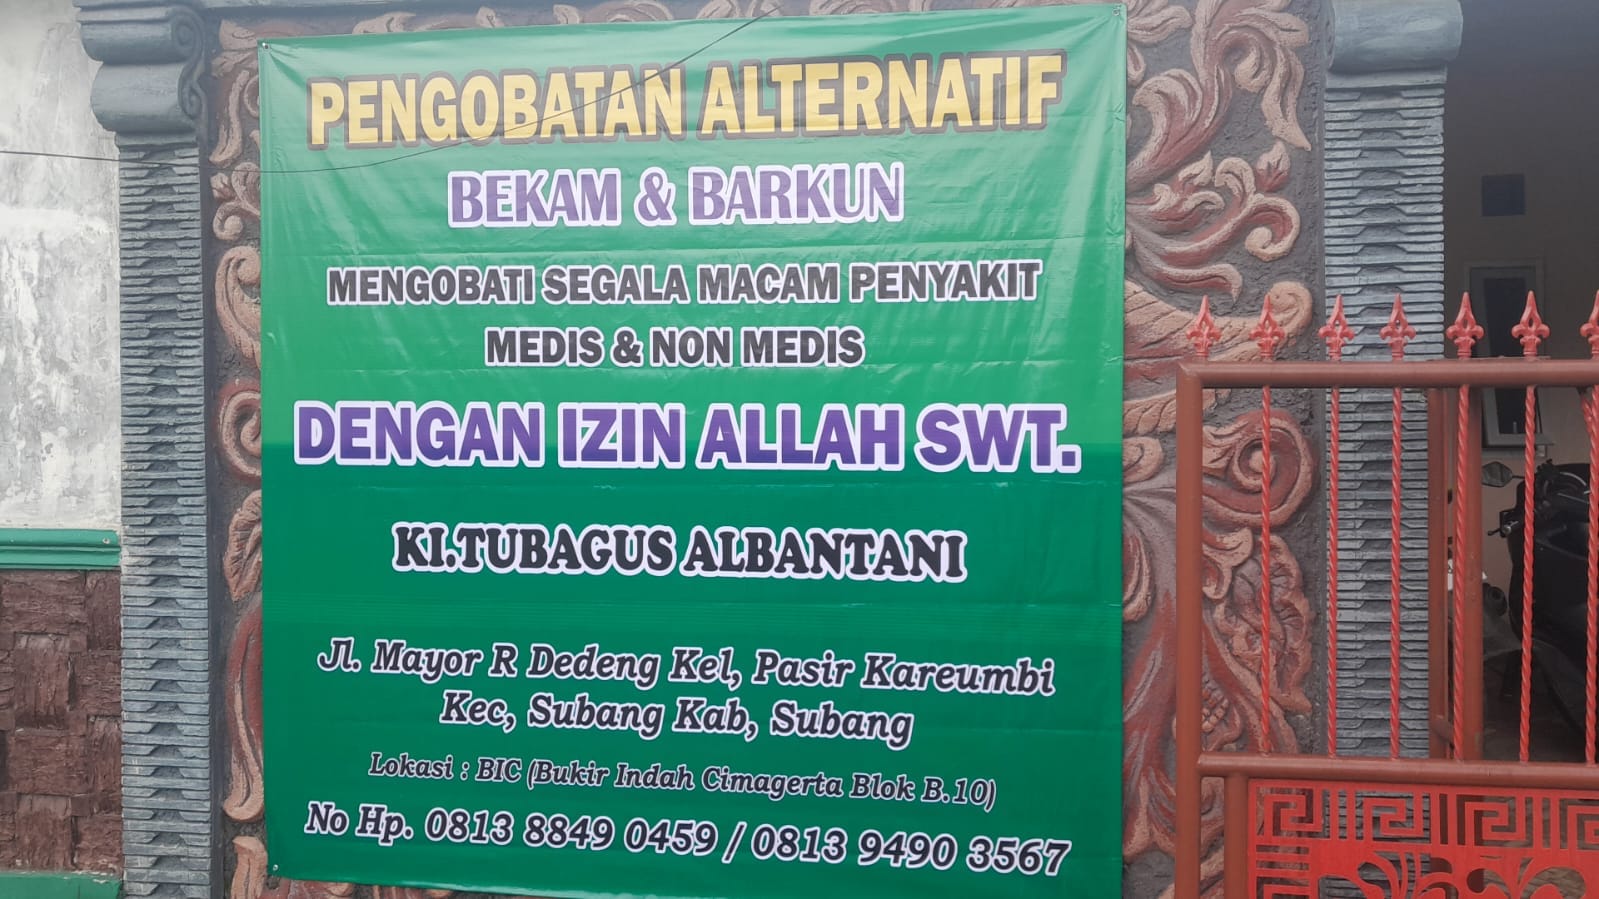 PENGOBATAN ALTERNATIF
BEKAM & BARKUN
MENGOBATI SEGALA MACAM PENYAKIT
MEDIS & NON MEDIS
DENGAN IZIN ALLAH SWT.
KI.TUBAGUS ALBANTANI
Jl. Mayor R Dedeng Kel, Pasir Kareumbi
Kec, Subang Kab, Subang
Lokasi : BIC (Bukir Indah Cimagerta Blok B.10)
No Hp. 0813 8849 0459 / 0813 9490 3567